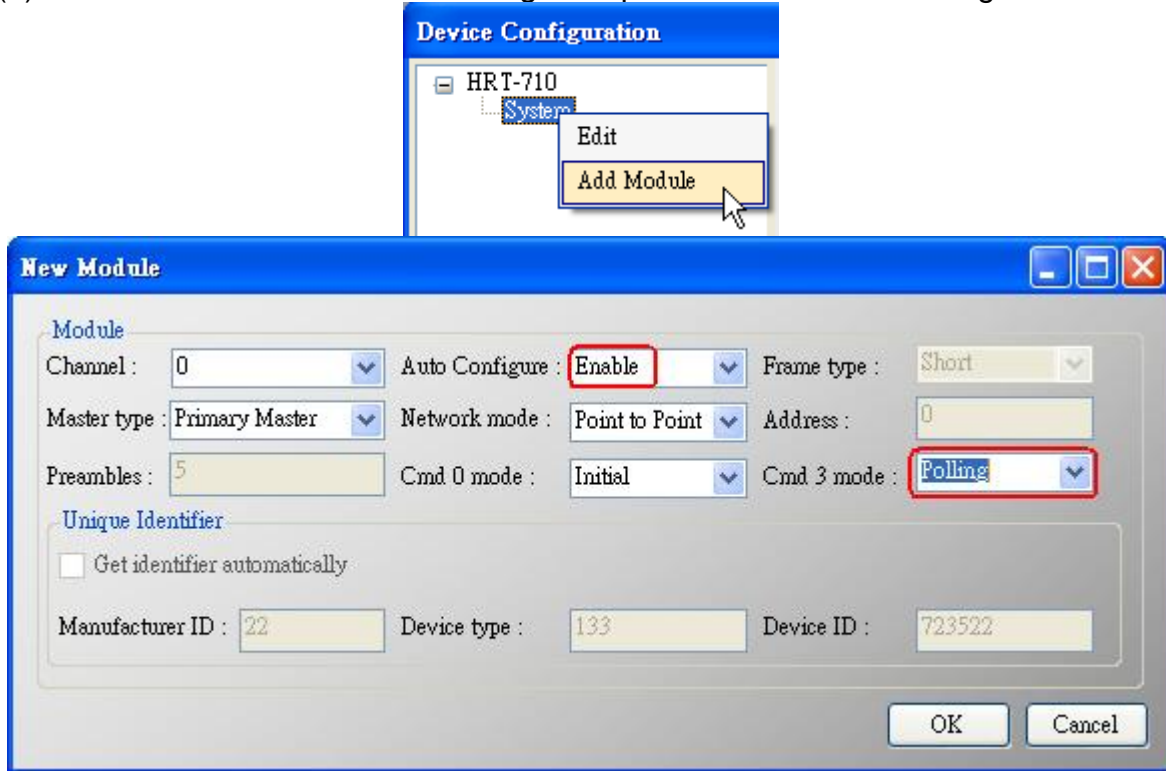 Device Configuration
HRT-710
System
Edit
Add Module
New Module
Module
Channel : 0 Auto Configure : Enable Frame type : Short
Master type : Primary Master Network mode : Point to Point Address : 0
Preambles : 5 Cmd 0 mode : Initial Cmd 3 mode : Polling
Unique Identifier
Get identifier automatically
Manufacturer ID : 22 Device type : 133 Device ID : 723522
OK Cancel